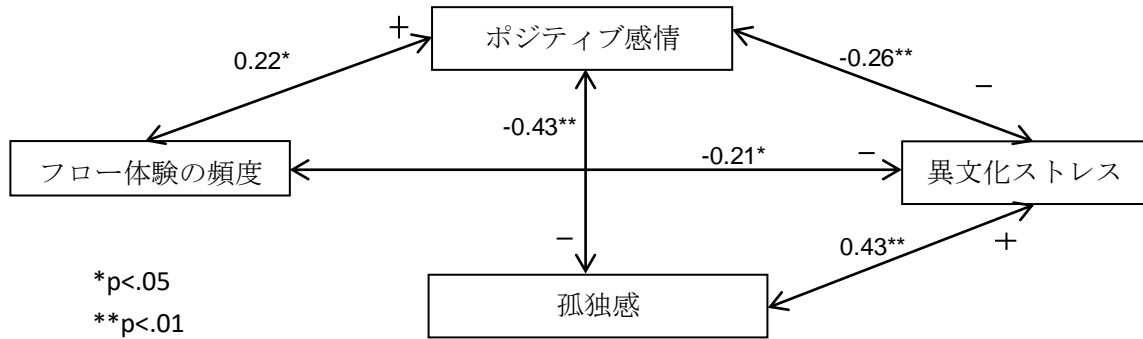 +
ポジティブ感情
0.22*
-0.26**
−
-0.43**
フロー体験の頻度
-0.21*
−
異文化ストレス
−
0.43**
+
*p<.05
孤独感
**p<.01